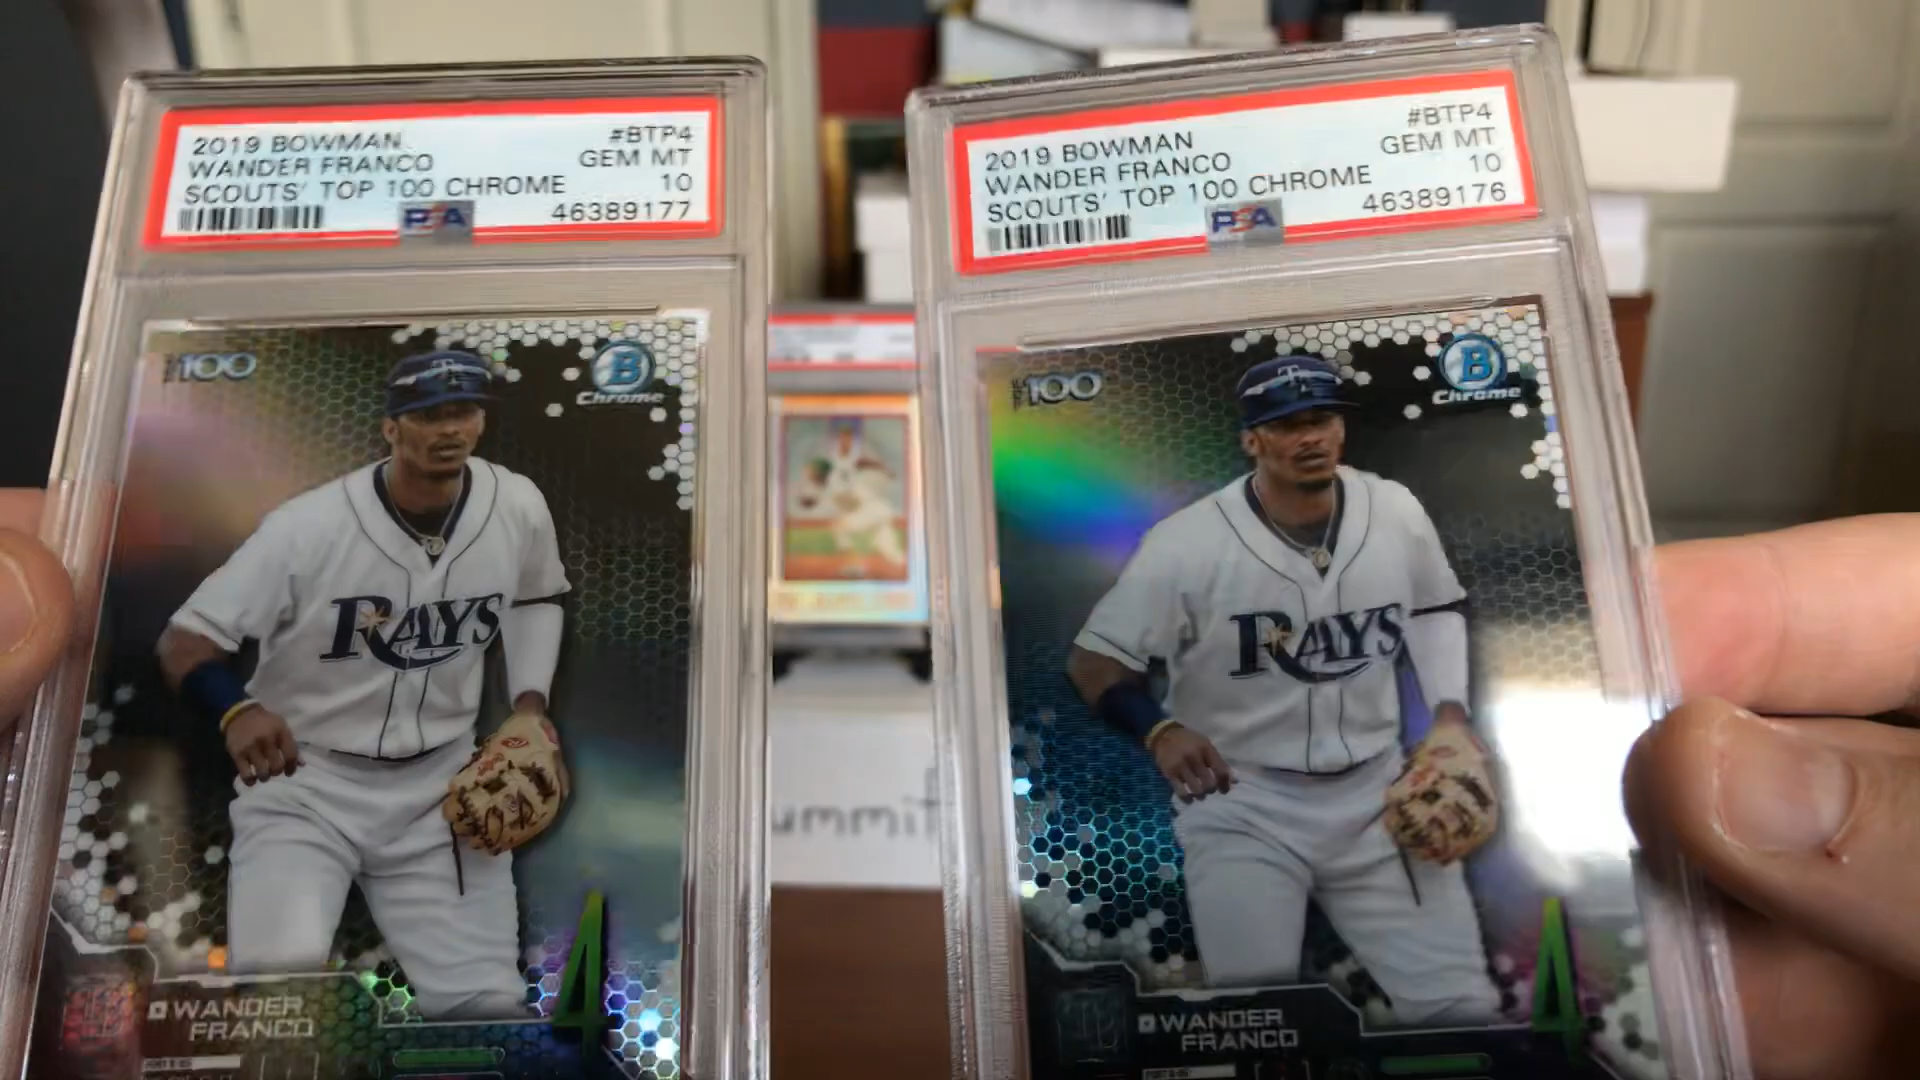 2019 BOWMAN #BTP4
WANDER FRANCO GEM MT
SCOUTS' TOP 100 CHROME 10
PSA 46389177
100
B
Chrome
RAYS
4
WANDER
FRANCO
2019 BOWMAN #BTP4
WANDER FRANCO GEM MT
SCOUTS' TOP 100 CHROME 10
PSA 46389176
100
B
Chrome
RAYS
4
WANDER
FRANCO